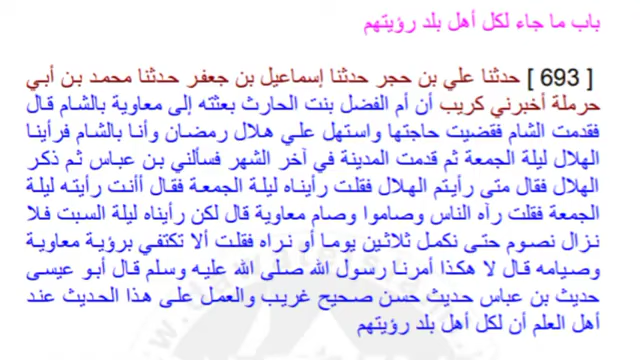 باب ما جاء لكل أهل بلد رؤيتهم
[ 693 ] حدثنا علي بن حجر حدثنا إسماعيل بن جعفر حدثنا محمد بن أبي
حرملة أخبرني كريب أن أم الفضل بنت الحارث بعثته إلى معاوية بالشام قال
فقدمت الشام فقضيت حاجتها واستهل علي هلال رمضان وأنا بالشام فرأينا
الهلال ليلة الجمعة ثم قدمت المدينة في آخر الشهر فسألني بن عباس ثم ذكر
الهلال فقال متى رأيتم الهلال فقلت رأيناه ليلة الجمعة فقال أأنت رأيته ليلة
الجمعة فقلت رآه الناس وصاموا وصام معاوية قال لكن رأيناه ليلة السبت فلا
نزال نصوم حتى نكمل ثلاثين يوما أو نراه فقلت ألا تكتفي برؤية معاوية
وصيامه قال لا هكذا أمرنا رسول الله صلى الله عليه وسلم قال أبو عيسى
حديث بن عباس حديث حسن صحيح غريب والعمل على هذا الحديث عند
أهل العلم أن لكل أهل بلد رؤيتهم